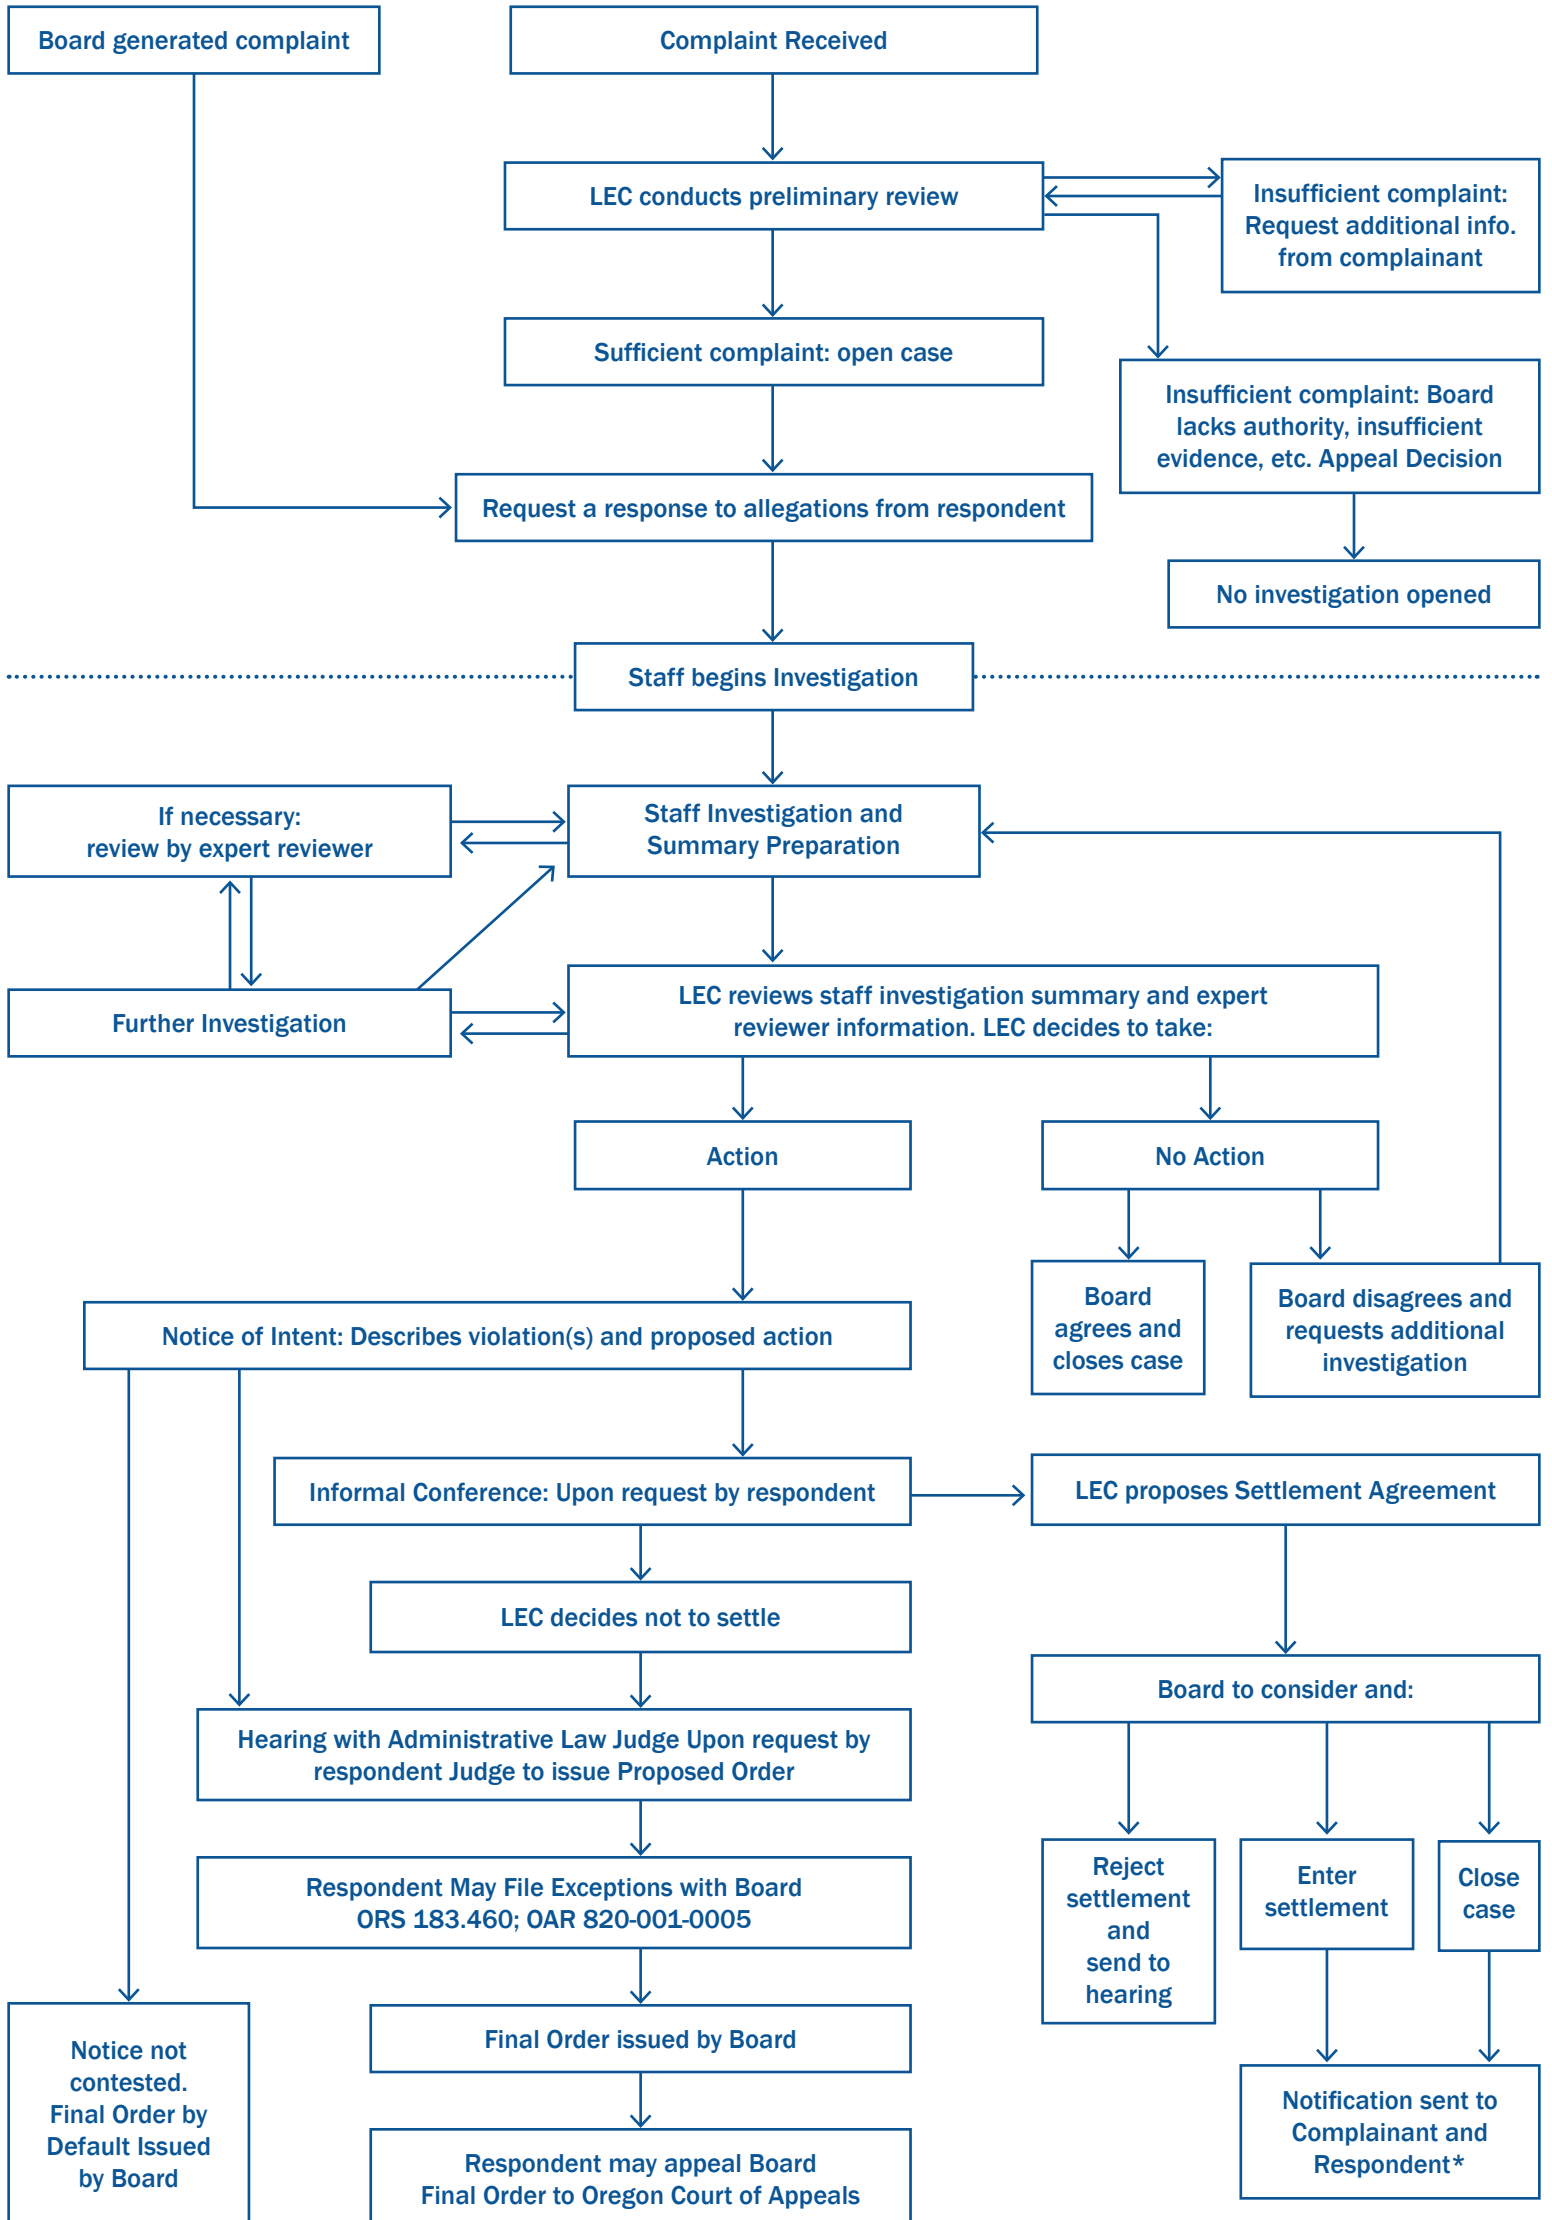 Board generated complaint
Complaint Received
LEC conducts preliminary review
Insufficient complaint:
Request additional info.
from complainant
Sufficient complaint: open case
Insufficient complaint: Board
lacks authority, insufficient
evidence, etc. Appeal Decision
Request a response to allegations from respondent
No investigation opened
Staff begins Investigation
If necessary:
review by expert reviewer
Staff Investigation and
Summary Preparation
Further Investigation
LEC reviews staff investigation summary and expert
reviewer information. LEC decides to take:
Action
No Action
Board
agrees and
closes case
Board disagrees and
requests additional
investigation
Notice of Intent: Describes violation(s) and proposed action
Informal Conference: Upon request by respondent
LEC proposes Settlement Agreement
LEC decides not to settle
Board to consider and:
Hearing with Administrative Law Judge Upon request by
respondent Judge to issue Proposed Order
Respondent May File Exceptions with Board
ORS 183.460; OAR 820-001-0005
Reject
settlement
and
send to
hearing
Enter
settlement
Close
case
Notice not
contested.
Final Order by
Default Issued
by Board
Final Order issued by Board
Respondent may appeal Board
Final Order to Oregon Court of Appeals
Notification sent to
Complainant and
Respondent*